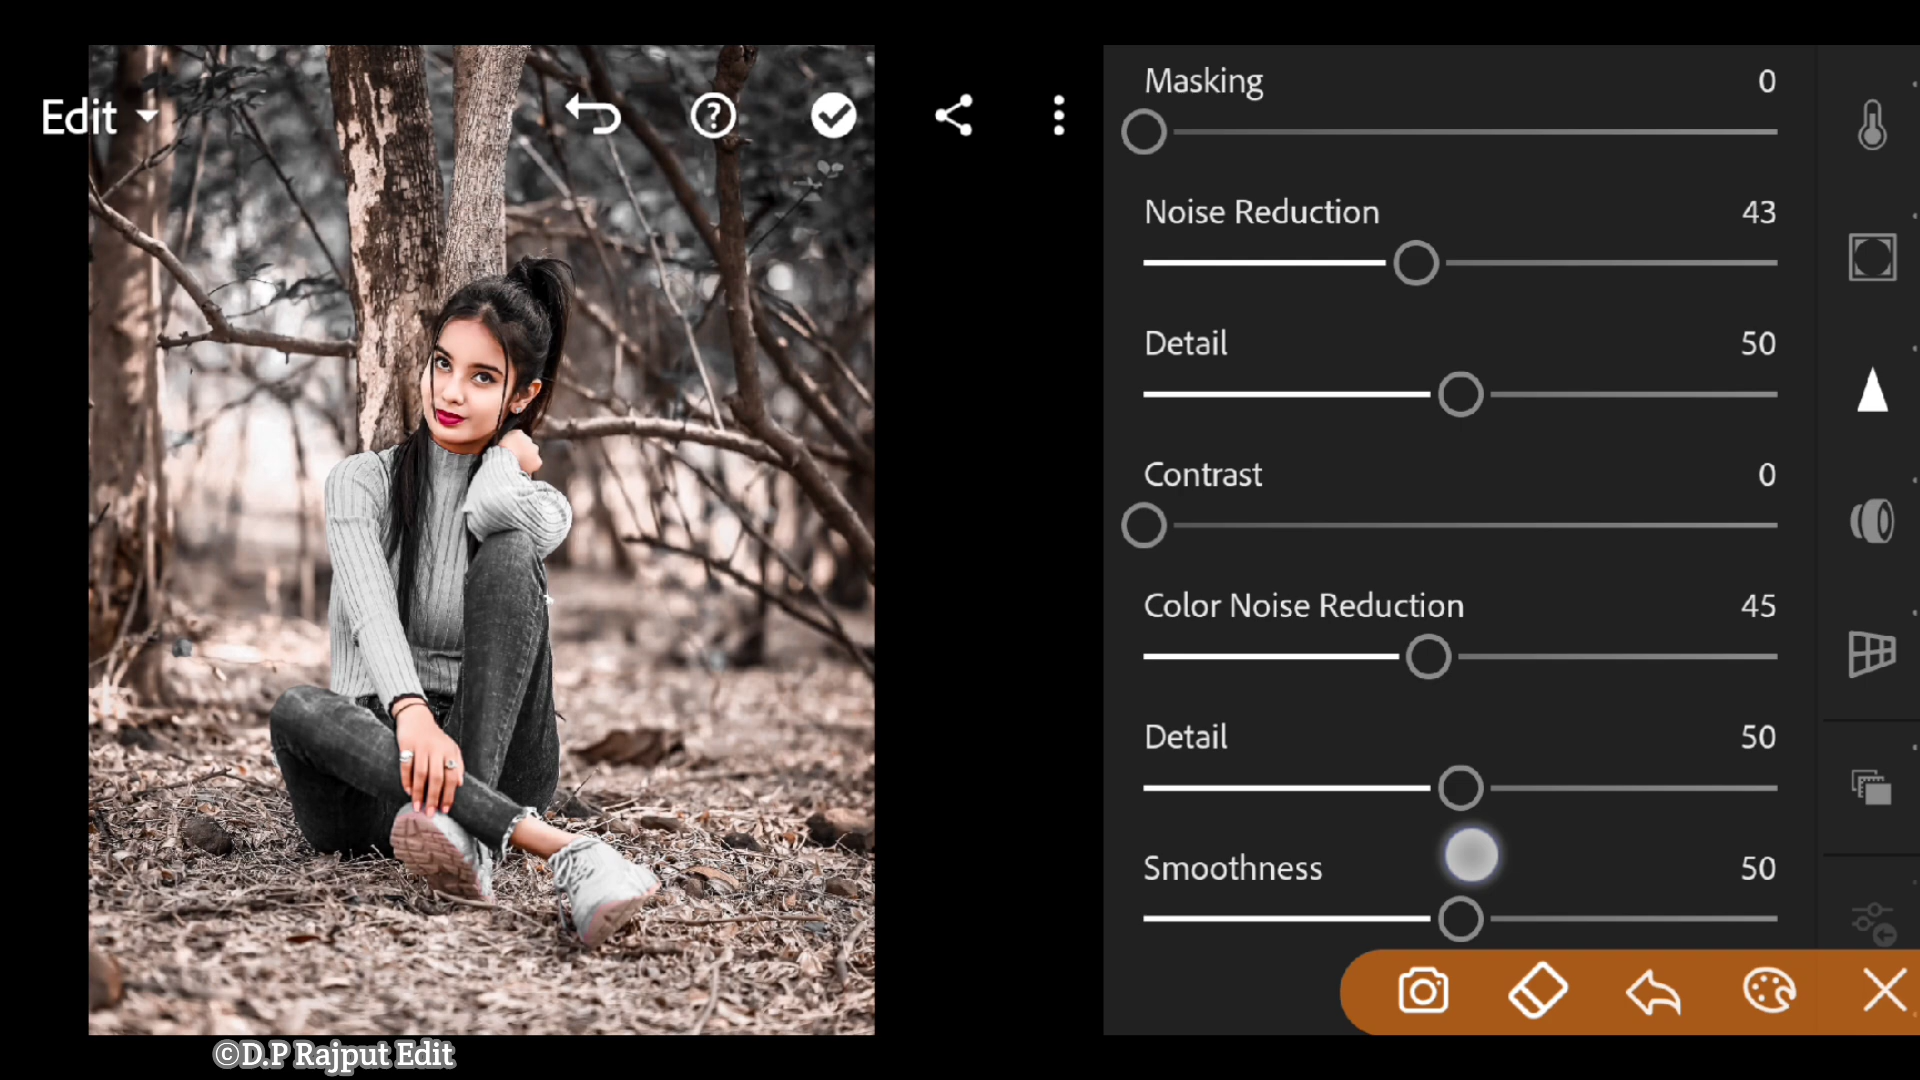 Edit
Masking 0
Noise Reduction 43
Detail 50
Contrast 0
Color Noise Reduction 45
Detail 50
Smoothness 50
©D.P Rajput Edit